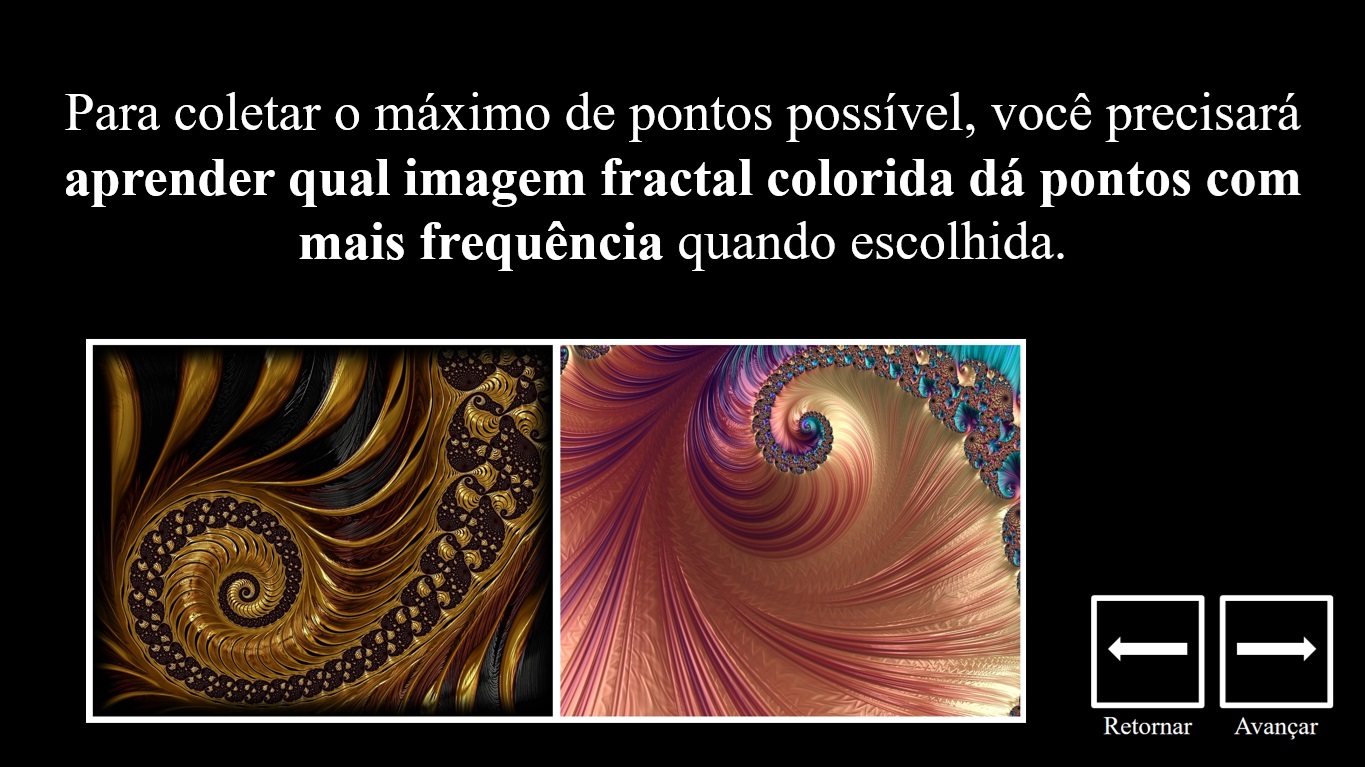 Para coletar o máximo de pontos possível, você precisará
aprender qual imagem fractal colorida dá pontos com
mais frequência quando escolhida.
Retornar
Avançar